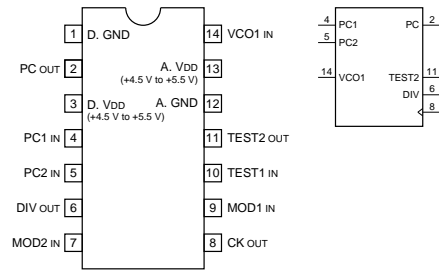 1 D. GND
PC OUT 2
3 D. VDD
(+4.5 V to +5.5 V)
PC1 IN 4
PC2 IN 5
DIV OUT 6
MOD2 IN 7
14 VCO1 IN
A. VDD 13
(+4.5 V to +5.5 V)
A. GND 12
11 TEST2 OUT
10 TEST1 IN
9 MOD1 IN
8 CK OUT
4 PC1 PC 2
5 PC2
14 VCO1 TEST2 11
DIV 6
8